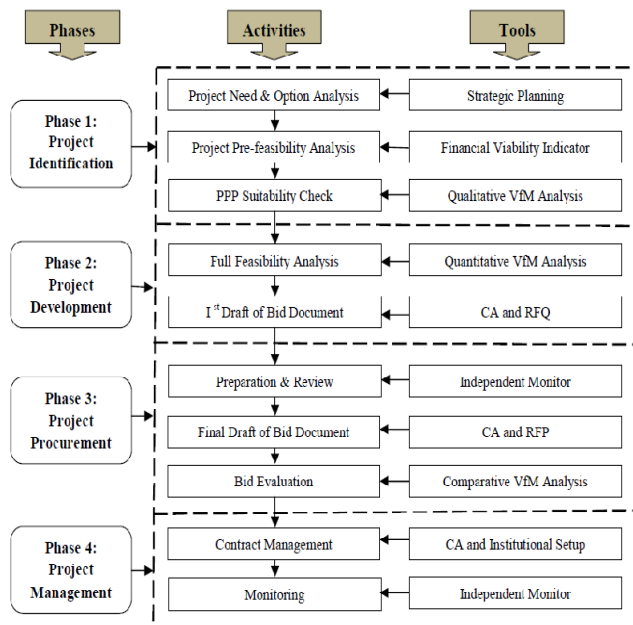 Phases
Activities
Tools
Phase 1:
Project
Identification
Project Need & Option Analysis
Strategic Planning
Project Pre-feasibility Analysis
Financial Viability Indicator
PPP Suitability Check
Qualitative VfM Analysis
Phase 2:
Project
Development
Full Feasibility Analysis
Quantitative VfM Analysis
1st Draft of Bid Document
CA and RFQ
Phase 3:
Project
Procurement
Preparation & Review
Independent Monitor
Final Draft of Bid Document
CA and RFP
Bid Evaluation
Comparative VfM Analysis
Phase 4:
Project
Management
Contract Management
CA and Institutional Setup
Monitoring
Independent Monitor